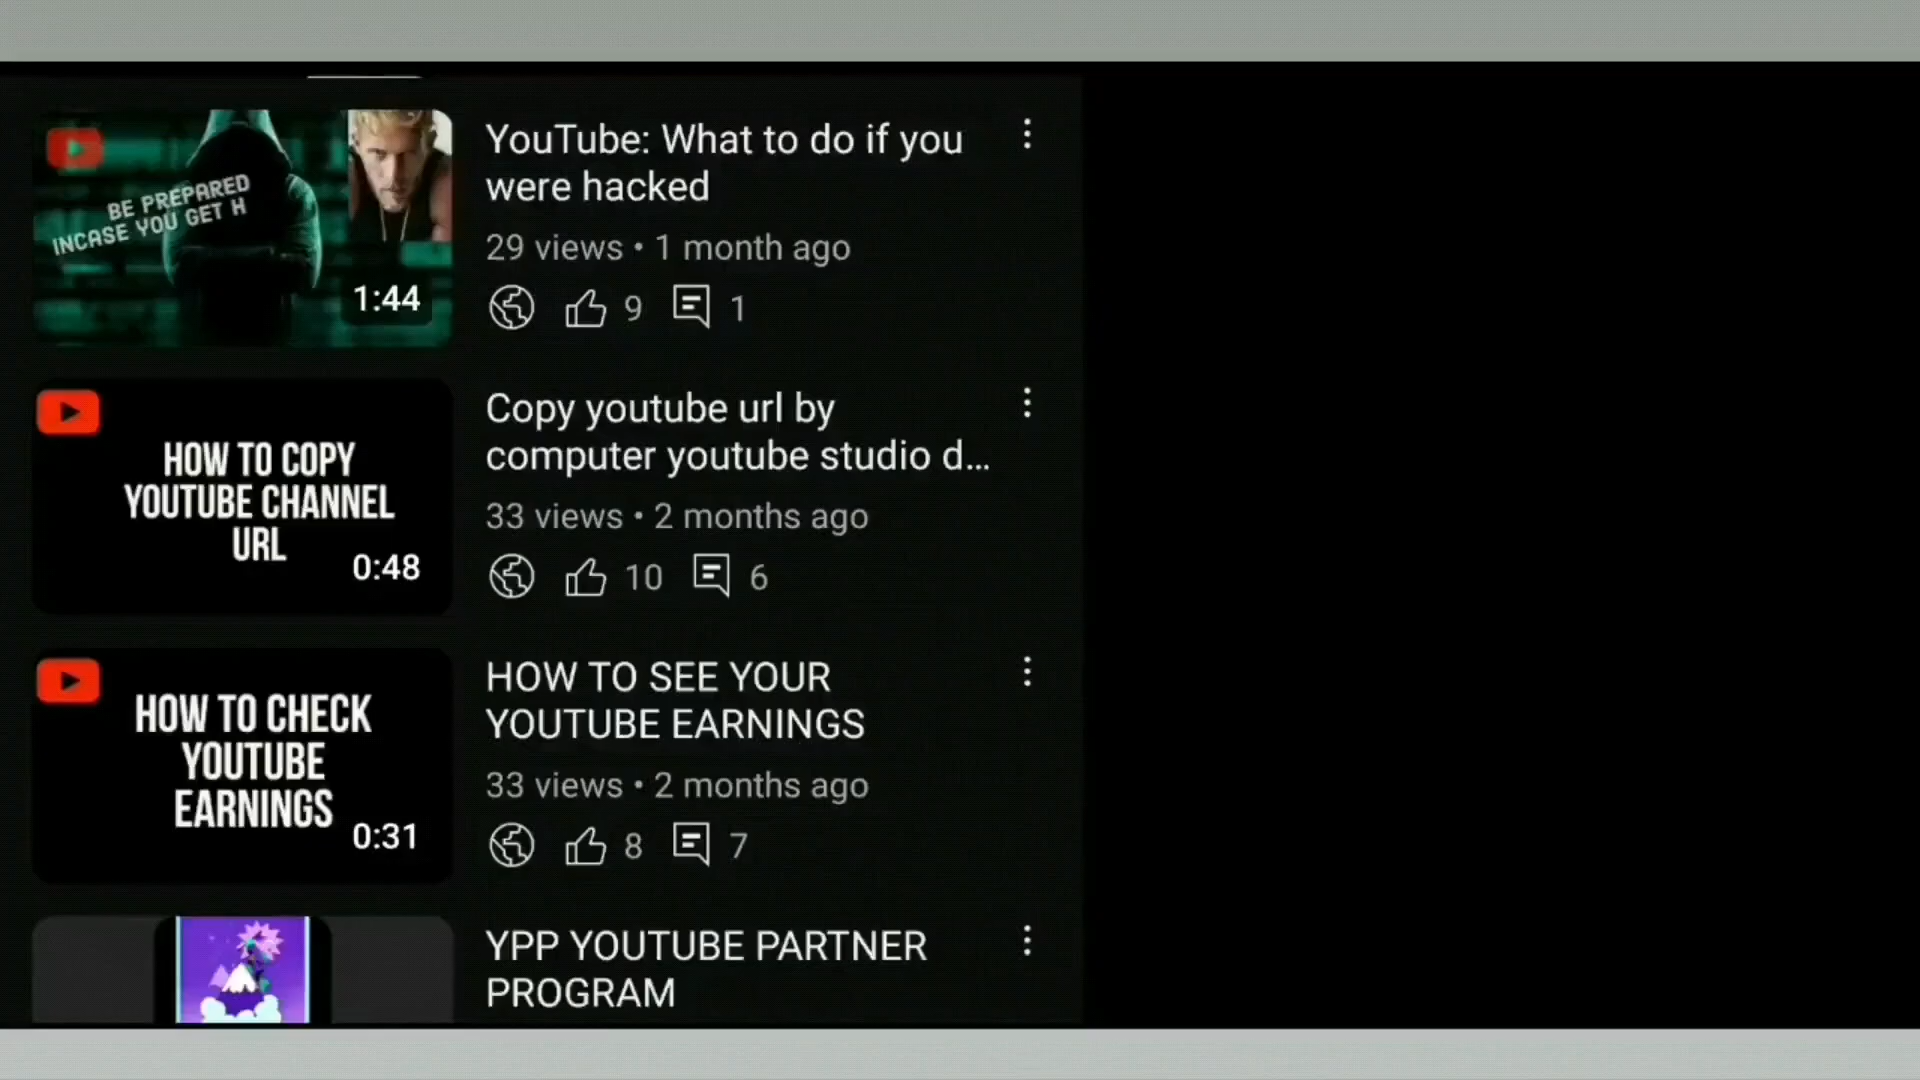 BE PREPARED
INCASE YOU GET H
1:44
YouTube: What to do if you
were hacked
29 views • 1 month ago
9 1
HOW TO COPY
YOUTUBE CHANNEL
URL
0:48
Copy youtube url by
computer youtube studio d...
33 views • 2 months ago
10 6
HOW TO CHECK
YOUTUBE
EARNINGS
0:31
HOW TO SEE YOUR
YOUTUBE EARNINGS
33 views • 2 months ago
8 7
YPP YOUTUBE PARTNER
PROGRAM